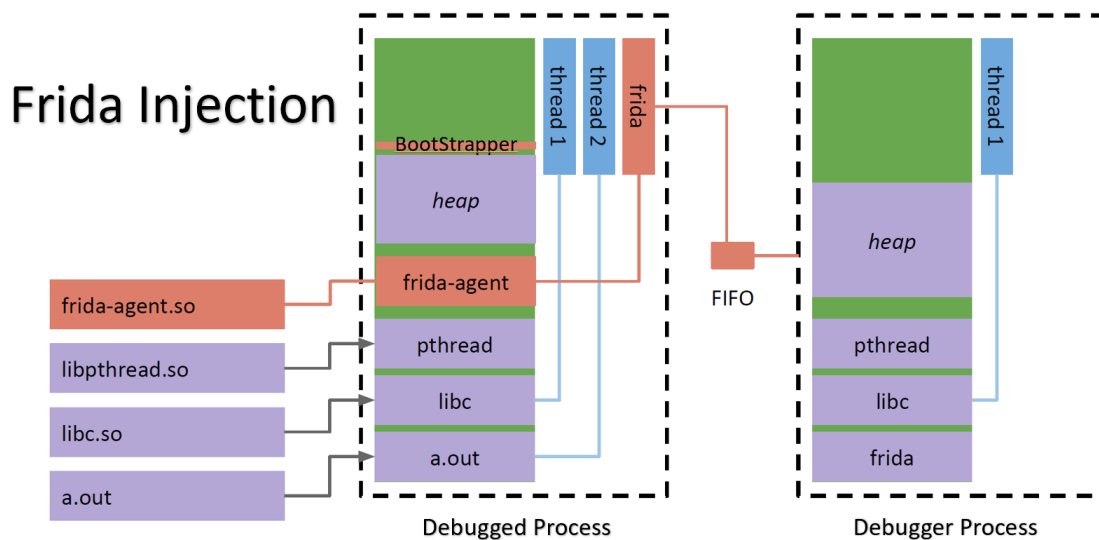 Frida Injection
BootStrapper
heap
frida-agent
pthread
libc
a.out
thread 1
thread 2
frida
frida-agent.so
libpthread.so
libc.so
a.out
Debugged Process
FIFO
heap
pthread
libc
frida
thread 1
Debugger Process